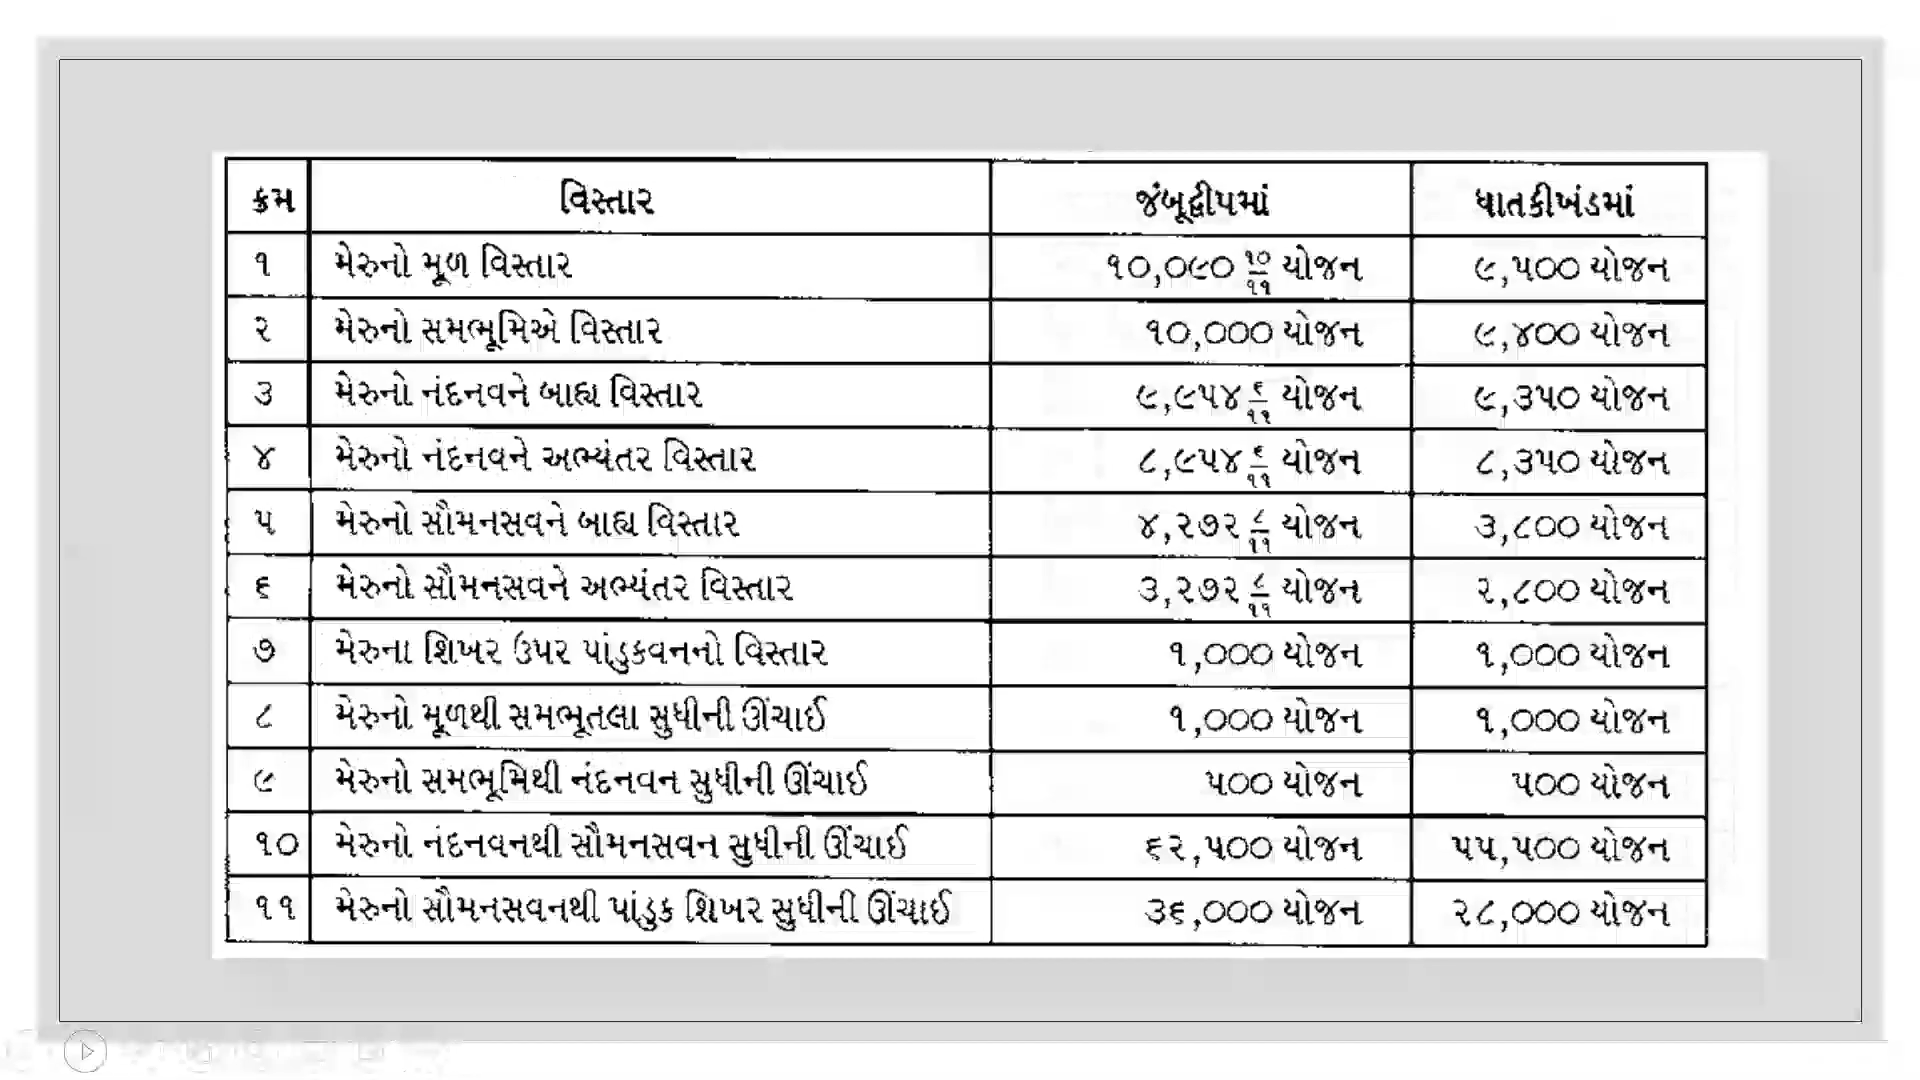 ક્રમ વિસ્તાર જંબૂદ્વીપમાં ધાતકીખંડમાં
૧ મેરુનો મૂળ વિસ્તાર ૧૦,૦૯૦ ૧૦/૧૧ યોજન ૯,૫૦૦ યોજન
૨ મેરુનો સમભૂમિએ વિસ્તાર ૧૦,૦૦૦ યોજન ૯,૪૦૦ યોજન
૩ મેરુનો નંદનવને બાહ્ય વિસ્તાર ૯,૯૫૪ ૬/૧૧ યોજન ૯,૩૫૦ યોજન
૪ મેરુનો નંદનવને અભ્યંતર વિસ્તાર ૮,૯૫૪ ૬/૧૧ યોજન ૮,૩૫૦ યોજન
૫ મેરુનો સૌમનસવને બાહ્ય વિસ્તાર ૪,૨૭૨ ૮/૧૧ યોજન ૩,૮૦૦ યોજન
૬ મેરુનો સૌમનસવને અભ્યંતર વિસ્તાર ૩,૨૭૨ ૮/૧૧ યોજન ૨,૮૦૦ યોજન
૭ મેરુના શિખર ઉપર પાંડુકવનનો વિસ્તાર ૧,૦૦૦ યોજન ૧,૦૦૦ યોજન
૮ મેરુનો મૂળથી સમભૂતલા સુધીની ઊંચાઈ ૧,૦૦૦ યોજન ૧,૦૦૦ યોજન
૯ મેરુનો સમભૂમિથી નંદનવન સુધીની ઊંચાઈ ૫૦૦ યોજન ૫૦૦ યોજન
૧૦ મેરુનો નંદનવનથી સૌમનસવન સુધીની ઊંચાઈ ૬૨,૫૦૦ યોજન ૫૫,૫૦૦ યોજન
૧૧ મેરુનો સૌમનસવનથી પાંડુક શિખર સુધીની ઊંચાઈ ૩૬,૦૦૦ યોજન ૨૮,૦૦૦ યોજન